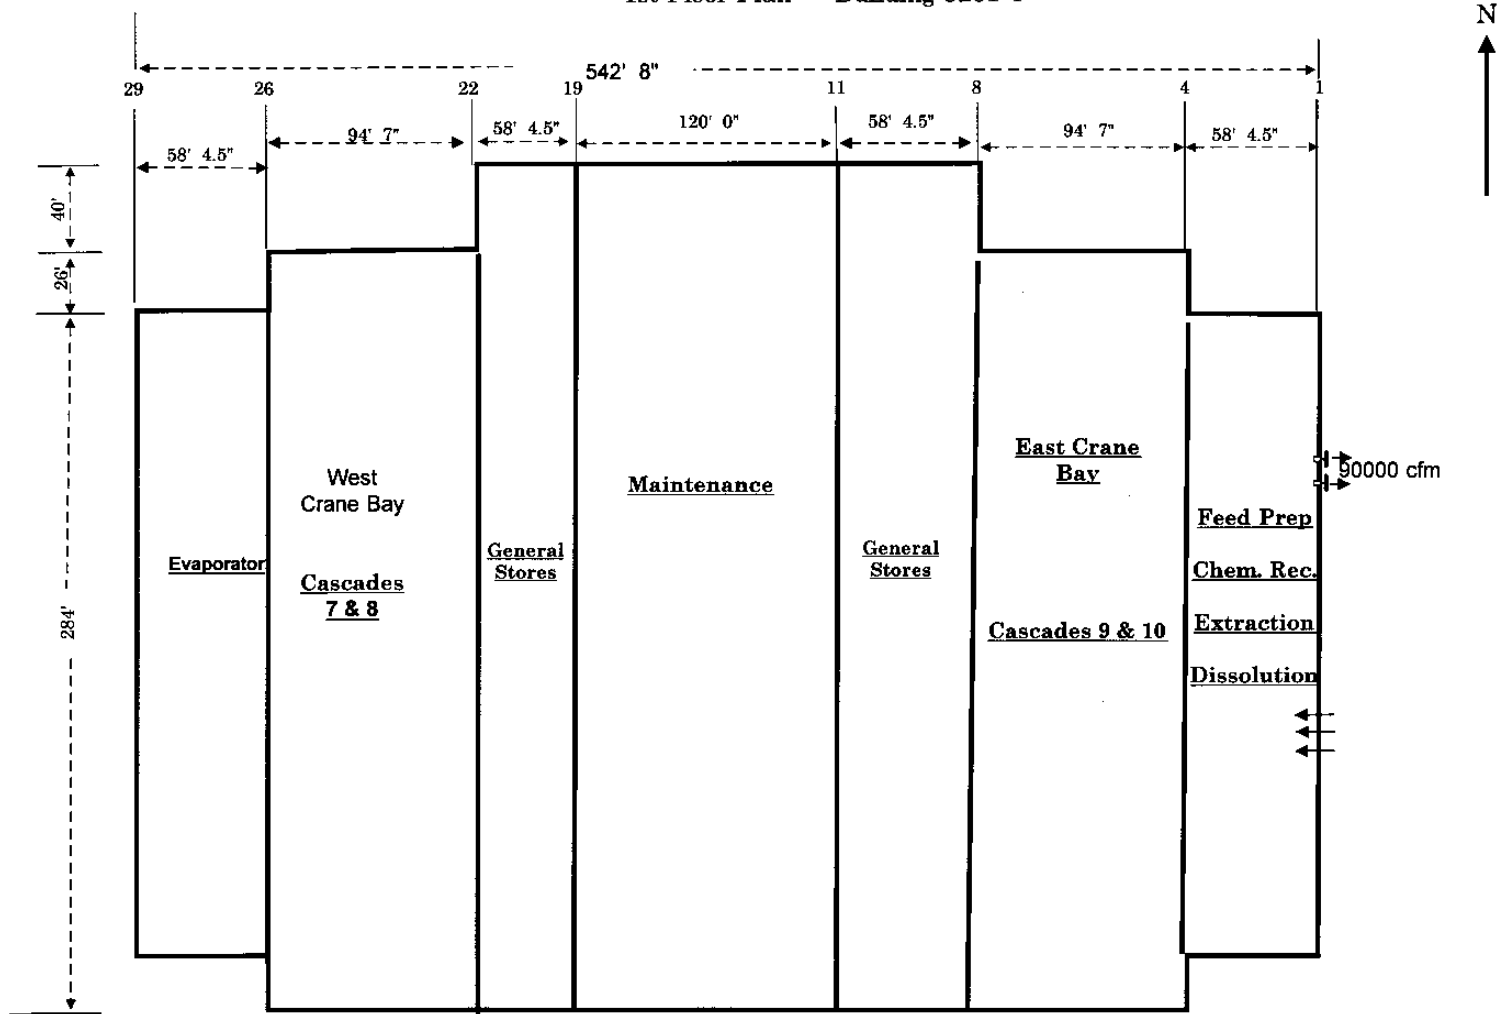 N
542' 8"
29 26 22 19 11 8 4 1
58' 4.5" 94' 7" 58' 4.5" 120' 0" 58' 4.5" 94' 7" 58' 4.5"
40'
26'
284'
East Crane
Bay
West
Crane Bay
Maintenance
90000 cfm
Feed Prep
General
Stores
General
Stores
Evaporator
Chem. Rec.
Cascades
7 & 8
Extraction
Cascades 9 & 10
Dissolution